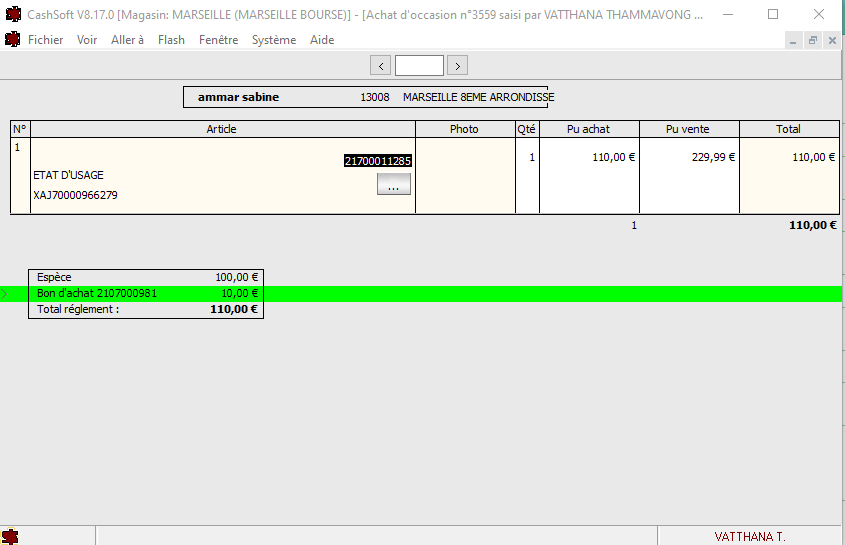 CashSoft V8.17.0 [Magasin: MARSEILLE (MARSEILLE BOURSE)] - [Achat d'occasion n°3559 saisi par VATTHANA THAMMAVONG ...
Fichier Voir Aller à Flash Fenêtre Système Aide
< >
ammar sabine 13008 MARSEILLE 8EME ARRONDISSE
N° Article Photo Qté Pu achat Pu vente Total
1
21700011285 1 110,00 € 229,99 € 110,00 €
ETAT D'USAGE
...
XAJ70000966279
1 110,00 €
Espèce 100,00 €
Bon d'achat 2107000981 10,00 €
Total réglement : 110,00 €
VATTHANA T.